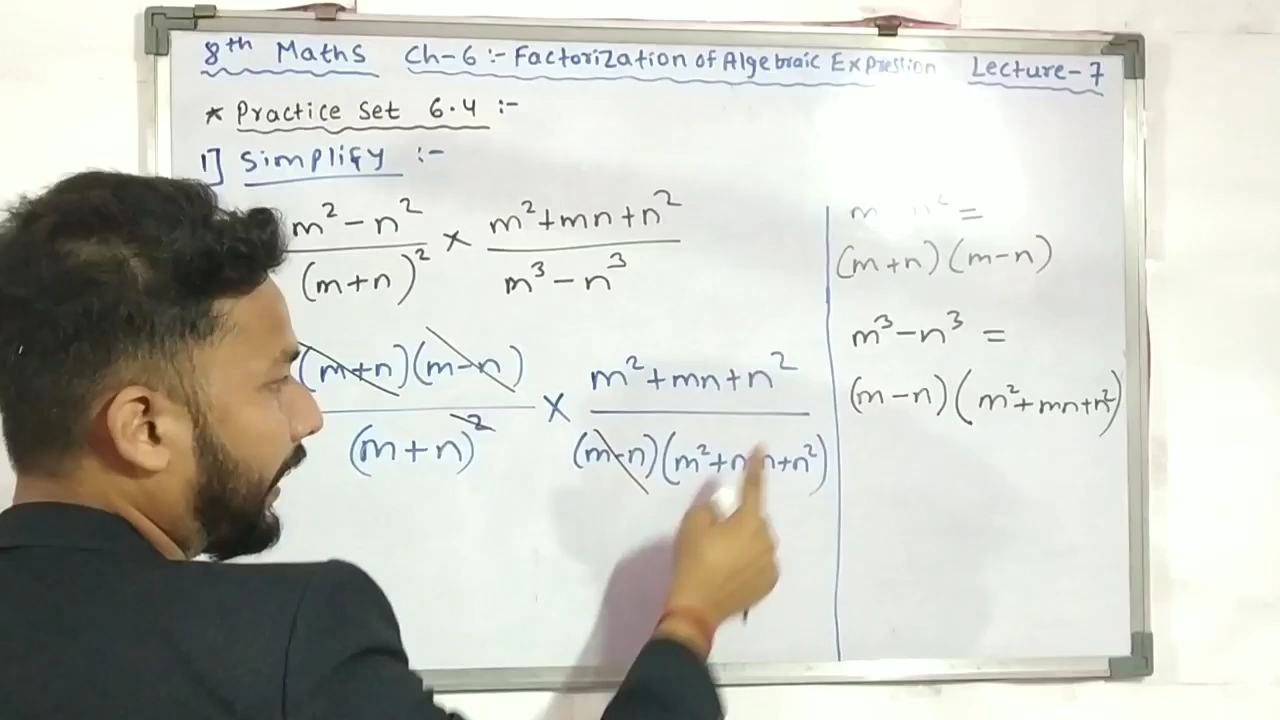 8th Maths Ch-6 :- Factorization of Algebraic Expression Lecture-7
* Practice Set 6.4 :-
1] Simplify :-
m² - n² / (m+n)² × m²+mn+n² / m³ - n³
(m+n)(m-n) / (m+n)² × m²+mn+n² / (m-n)(m²+mn+n²)
m n² =
(m+n)(m-n)
m³-n³ =
(m-n)(m²+mn+n²)